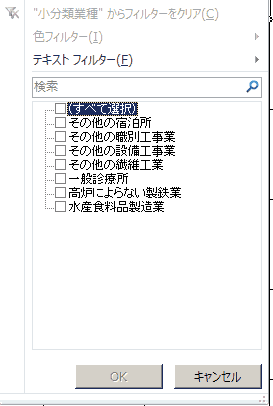 "小分類業種" からフィルターをクリア(C)
色フィルター(I)
テキスト フィルター(F)
検索
(すべて選択)
その他の宿泊所
その他の職別工事業
その他の設備工事業
その他の繊維工業
一般診療所
高炉によらない製鉄業
水産食料品製造業
OK
キャンセル